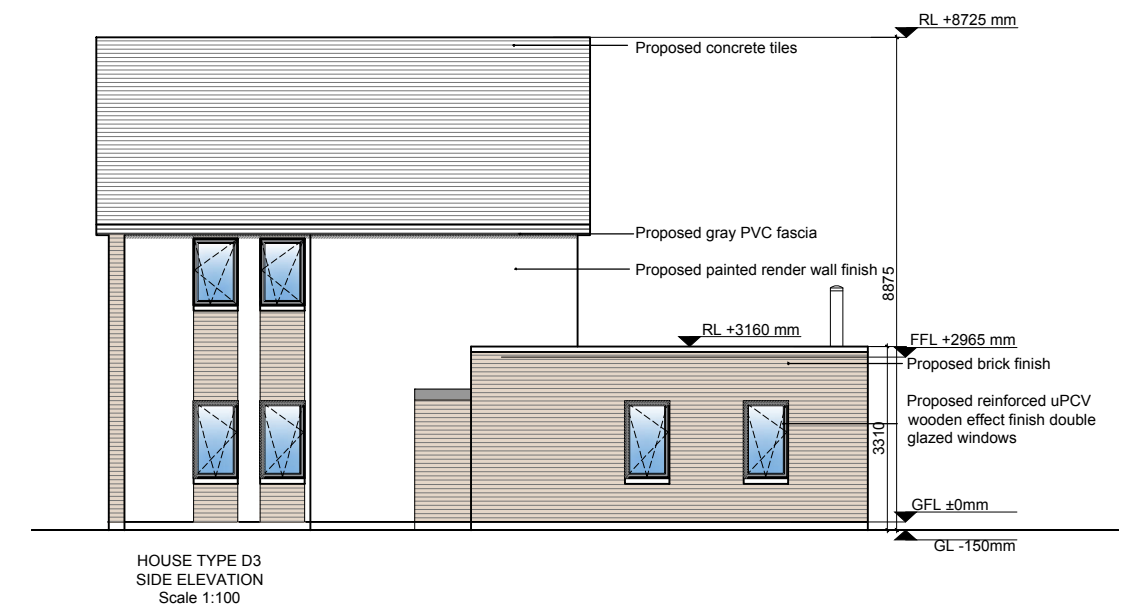 RL +8725 mm
Proposed concrete tiles
Proposed gray PVC fascia
Proposed painted render wall finish
8875
RL +3160 mm
FFL +2965 mm
Proposed brick finish
Proposed reinforced uPCV
wooden effect finish double
glazed windows
3310
GFL ±0mm
GL -150mm
HOUSE TYPE D3
SIDE ELEVATION
Scale 1:100